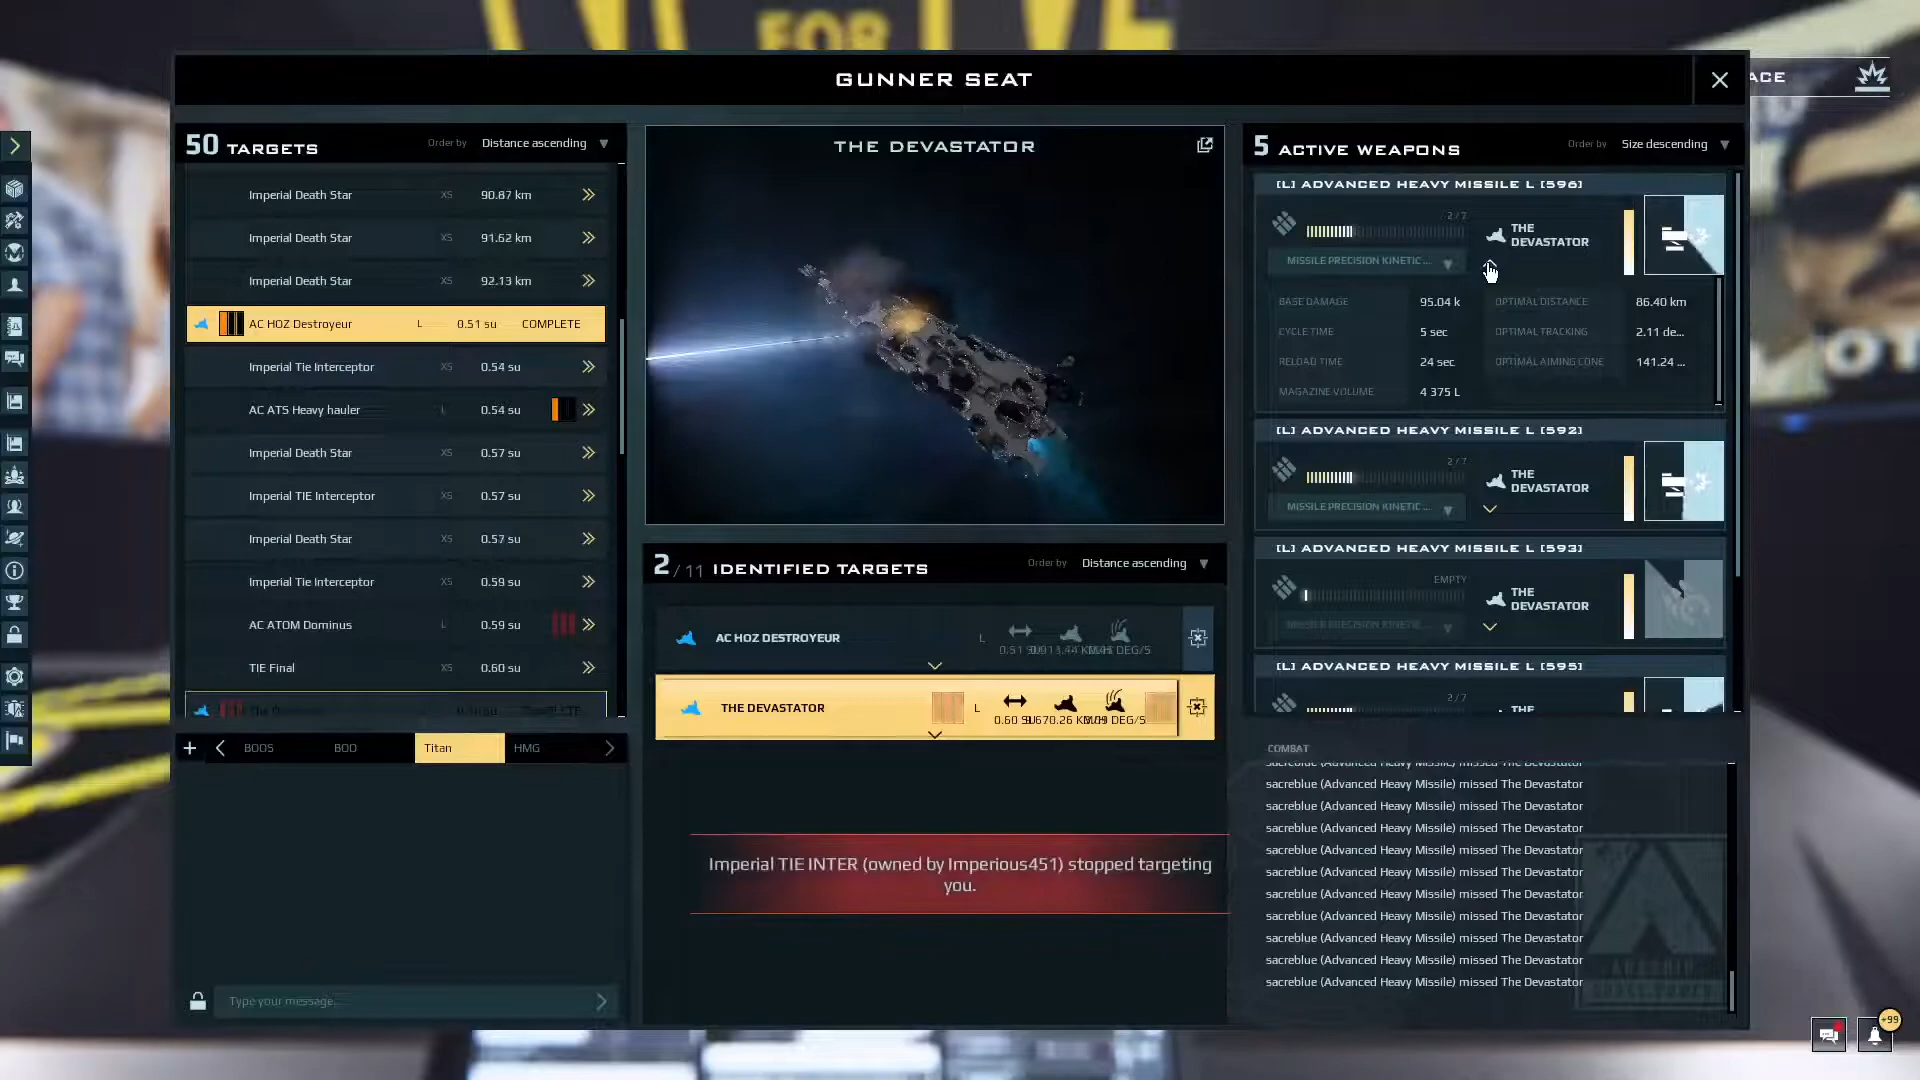 FOR
GUNNER SEAT
ACE
50 TARGETS
Order by Distance ascending
Imperial Death Star XS 90.87 km
Imperial Death Star XS 91.62 km
Imperial Death Star XS 92.13 km
AC HOZ Destroyeur L 0.51 su COMPLETE
Imperial Tie Interceptor XS 0.54 su
AC ATS Heavy hauler L 0.54 su
Imperial Death Star XS 0.57 su
Imperial TIE Interceptor XS 0.57 su
Imperial Death Star XS 0.57 su
Imperial Tie Interceptor XS 0.59 su
AC ATOM Dominus L 0.59 su
TIE Final XS 0.60 su
BOOS BOO Titan HMG
Type your message...
THE DEVASTATOR
2 / 11 IDENTIFIED TARGETS
Order by Distance ascending
AC HOZ DESTROYEUR L
THE DEVASTATOR L
Imperial TIE INTER (owned by Imperious451) stopped targeting
you.
5 ACTIVE WEAPONS
Order by Size descending
[L] ADVANCED HEAVY MISSILE L [596]
2/7
THE
DEVASTATOR
MISSILE PRECISION KINETIC ...
BASE DAMAGE 95.04 k OPTIMAL DISTANCE 86.40 km
CYCLE TIME 5 sec OPTIMAL TRACKING 2.11 de...
RELOAD TIME 24 sec OPTIMAL AIMING CONE 141.24 ...
MAGAZINE VOLUME 4 375 L
[L] ADVANCED HEAVY MISSILE L [592]
2/7
THE
DEVASTATOR
MISSILE PRECISION KINETIC ...
[L] ADVANCED HEAVY MISSILE L [593]
EMPTY
THE
DEVASTATOR
MISSILE PRECISION KINETIC ...
[L] ADVANCED HEAVY MISSILE L [595]
2/7
THE
COMBAT
sacreblue (Advanced Heavy Missile) missed The Devastator
sacreblue (Advanced Heavy Missile) missed The Devastator
sacreblue (Advanced Heavy Missile) missed The Devastator
sacreblue (Advanced Heavy Missile) missed The Devastator
sacreblue (Advanced Heavy Missile) missed The Devastator
sacreblue (Advanced Heavy Missile) missed The Devastator
sacreblue (Advanced Heavy Missile) missed The Devastator
sacreblue (Advanced Heavy Missile) missed The Devastator
sacreblue (Advanced Heavy Missile) missed The Devastator
sacreblue (Advanced Heavy Missile) missed The Devastator
sacreblue (Advanced Heavy Missile) missed The Devastator
+99